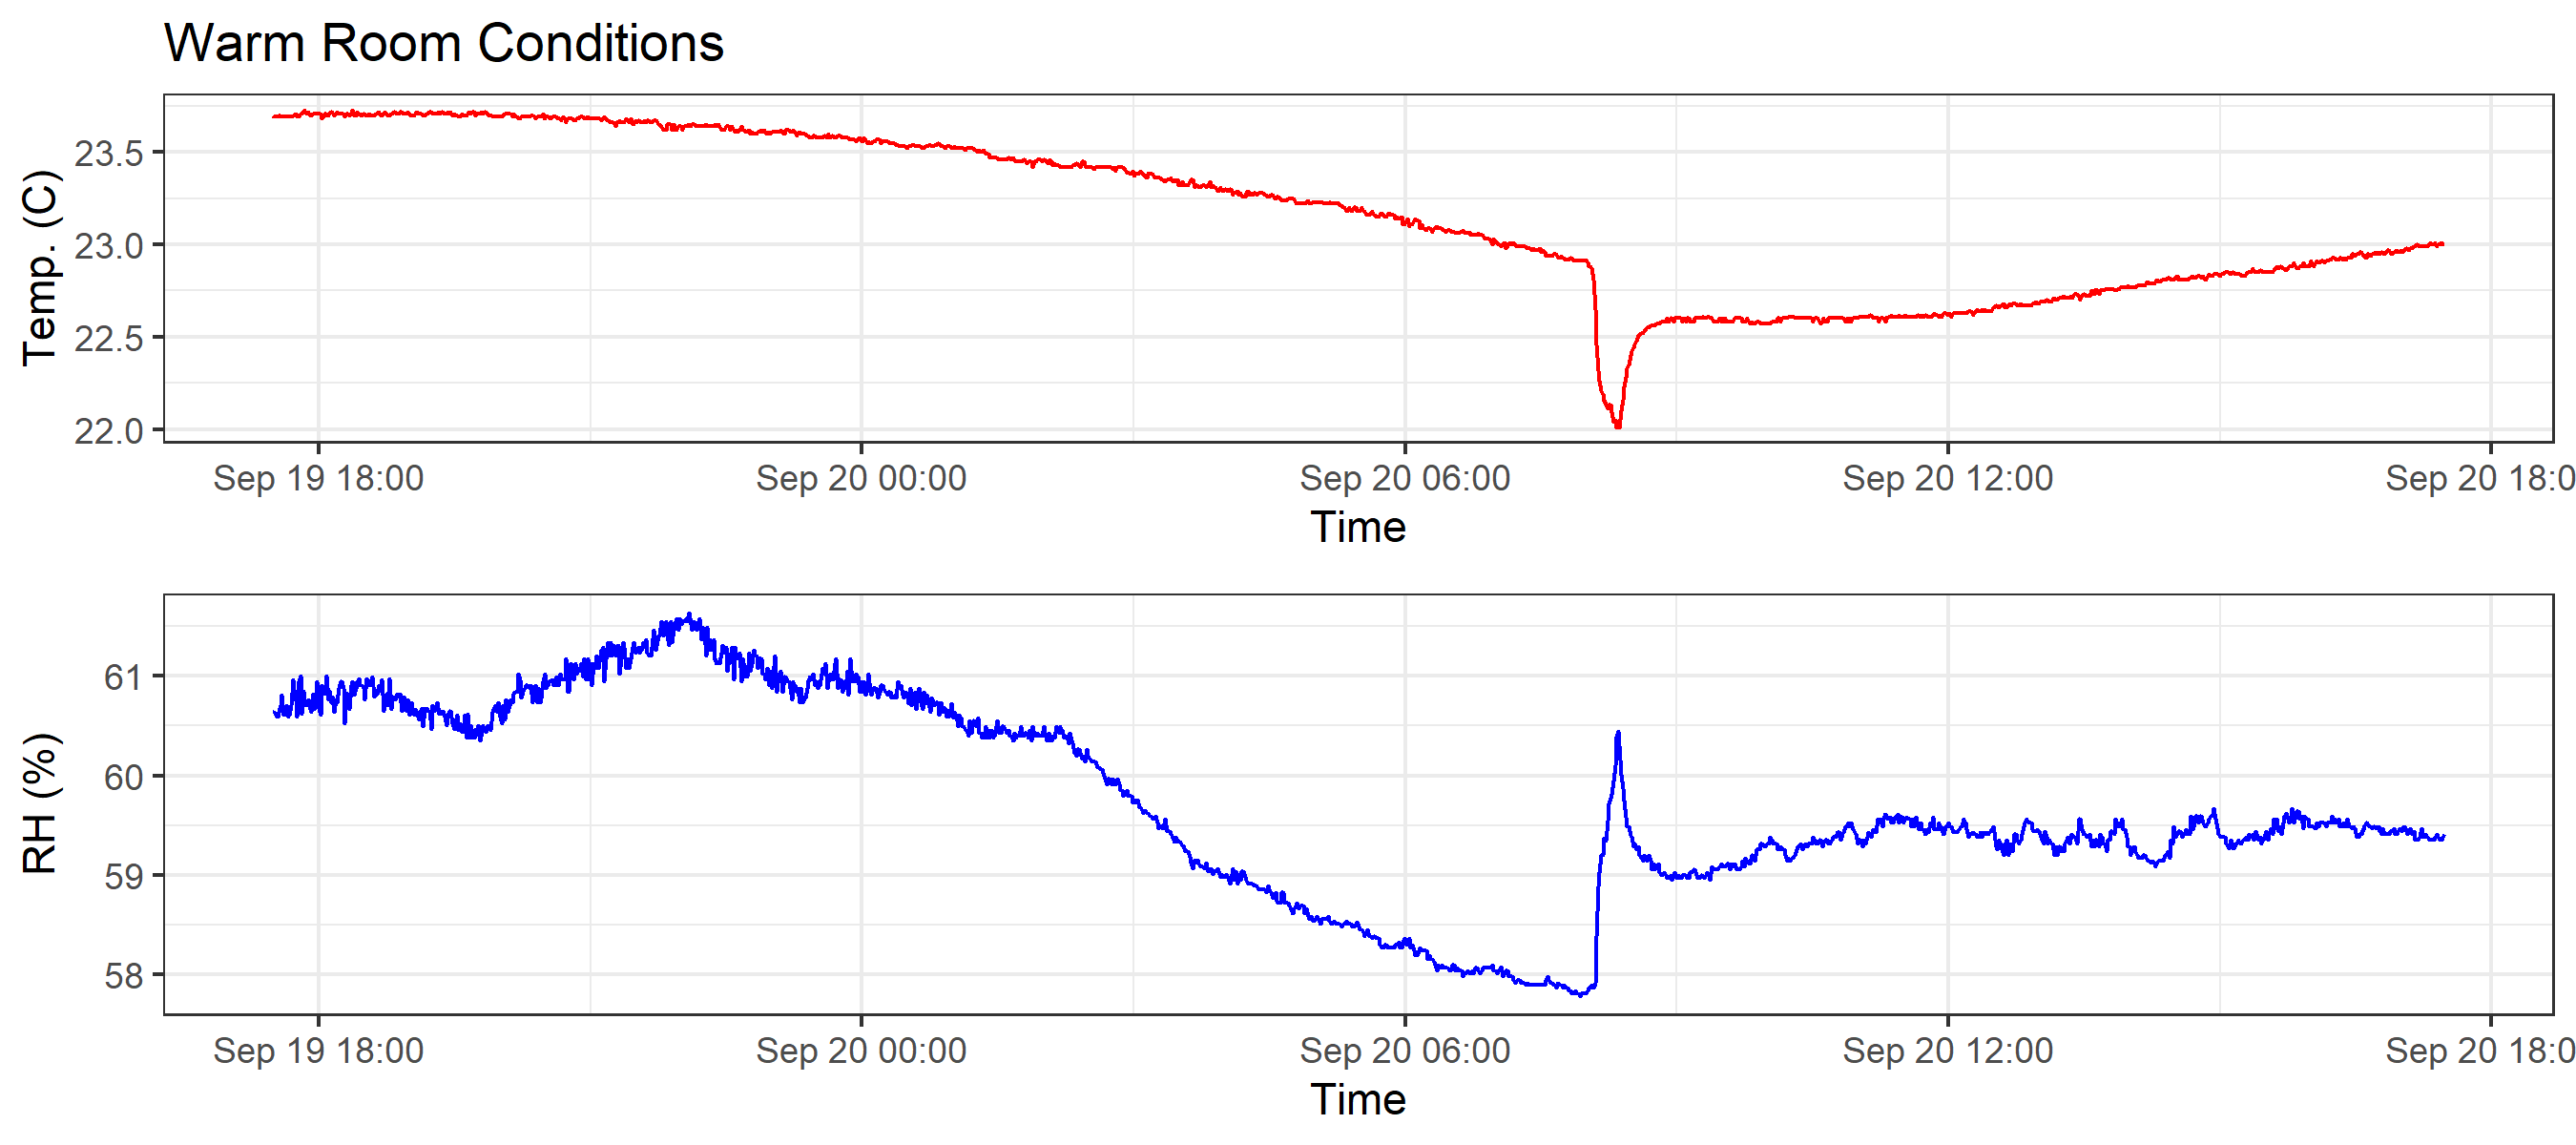 Warm Room Conditions
Temp. (C)
23.5
23.0
22.5
22.0
Sep 19 18:00 Sep 20 00:00 Sep 20 06:00 Sep 20 12:00 Sep 20 18:0
Time
RH (%)
61
60
59
58
Sep 19 18:00 Sep 20 00:00 Sep 20 06:00 Sep 20 12:00 Sep 20 18:0
Time